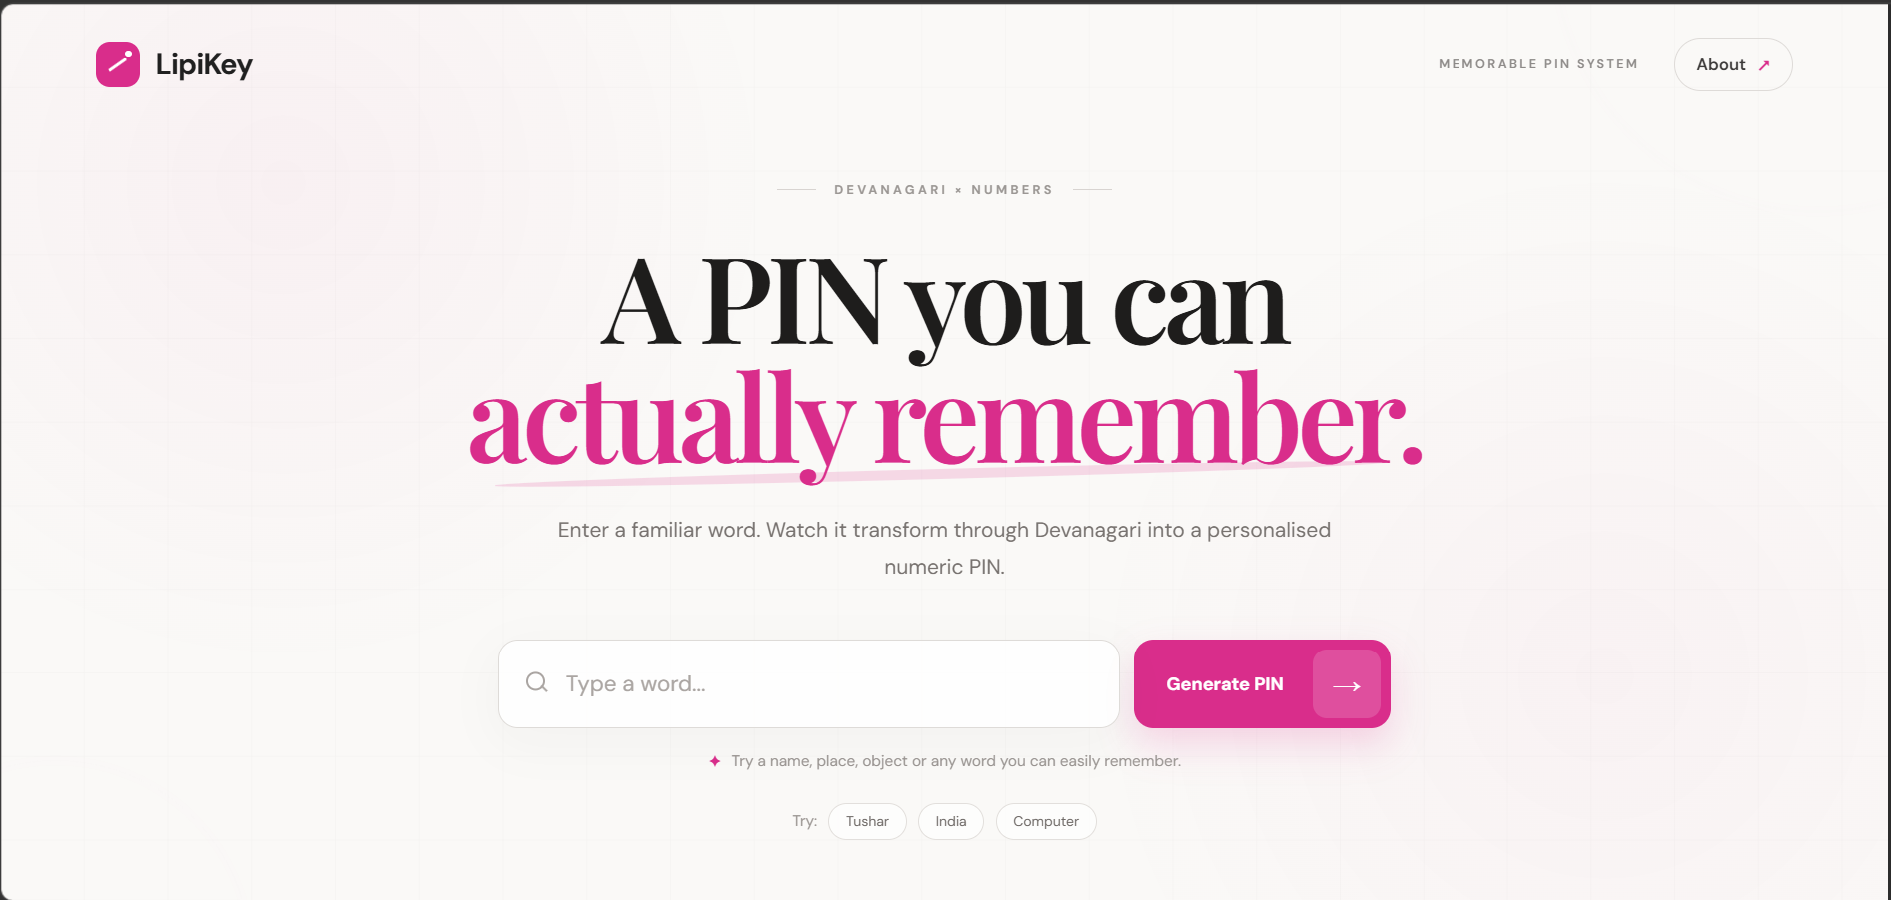 LipiKey
MEMORABLE PIN SYSTEM
About ↗
DEVANAGARI × NUMBERS
A PIN you can
actually remember.
Enter a familiar word. Watch it transform through Devanagari into a personalised
numeric PIN.
Type a word...
Generate PIN →
✦ Try a name, place, object or any word you can easily remember.
Try: Tushar India Computer